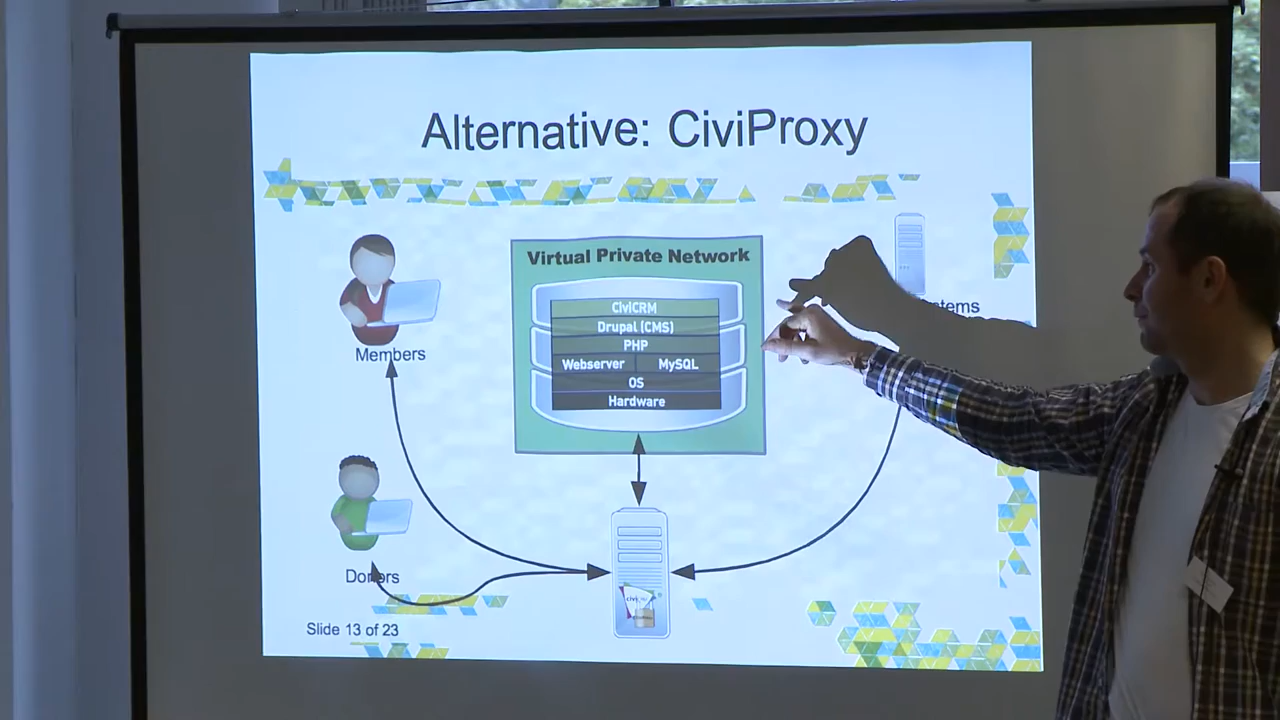 Alternative: CiviProxy
Virtual Private Network
CiviCRM
Drupal (CMS)
PHP
Webserver MySQL
OS
Hardware
Members
Donors
Slide 13 of 23